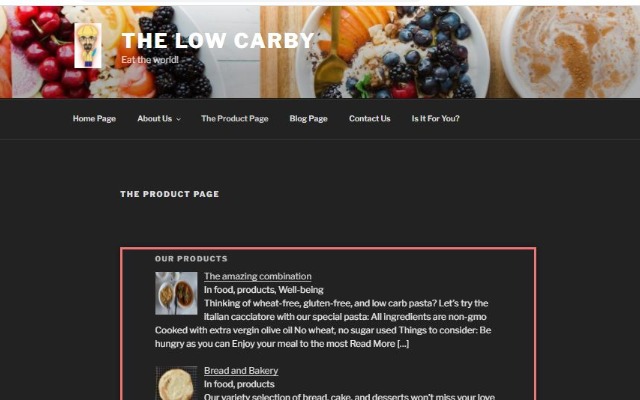 THE LOW CARBY
Eat the world!
Home Page About Us The Product Page Blog Page Contact Us Is It For You?
THE PRODUCT PAGE
OUR PRODUCTS
The amazing combination
In food, products, Well-being
Thinking of wheat-free, gluten-free, and low carb pasta? Let's try the
Italian cacciatore with our special pasta: All ingredients are non-gmo
Cooked with extra vergin olive oil No wheat, no sugar used Things to consider: Be
hungry as you can Enjoy your meal to the most Read More [...]
Bread and Bakery
In food, products
Our variety selection of bread, cake, and desserts won't miss your love